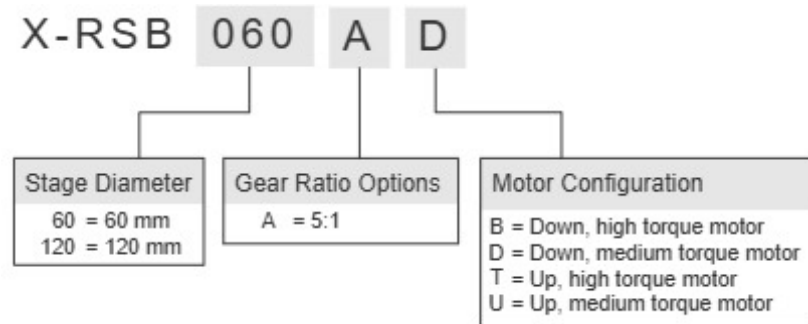 X-RSB 060 A D
Stage Diameter
60 = 60 mm
120 = 120 mm
Gear Ratio Options
A = 5:1
Motor Configuration
B = Down, high torque motor
D = Down, medium torque motor
T = Up, high torque motor
U = Up, medium torque motor